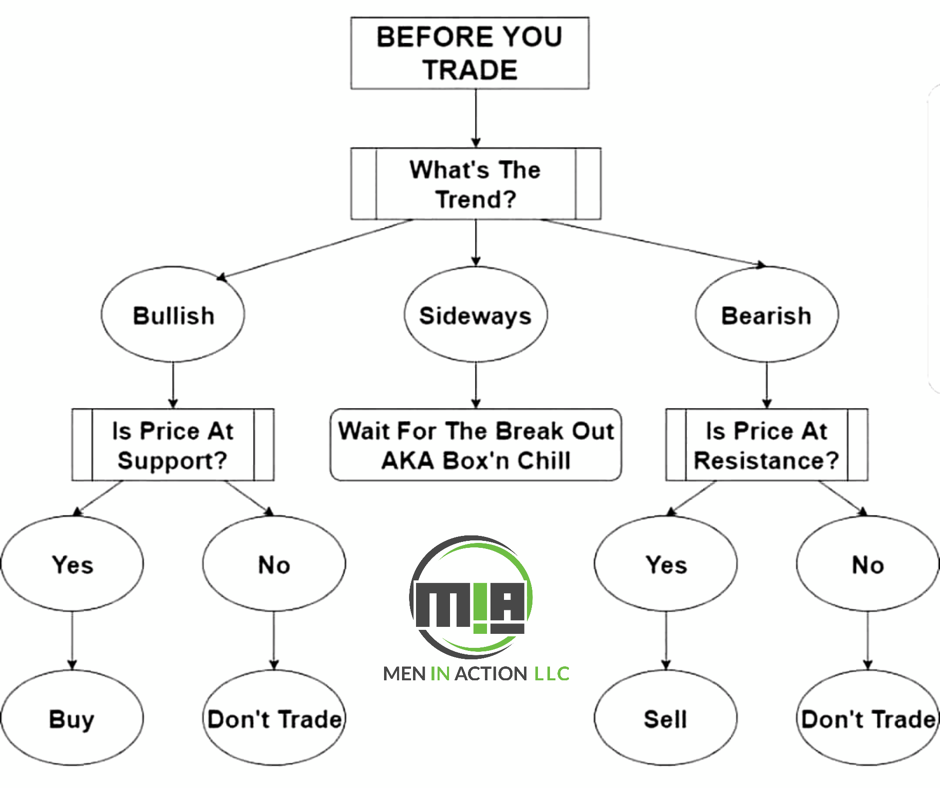 BEFORE YOU
TRADE
What's The
Trend?
Bullish
Sideways
Bearish
Is Price At
Support?
Wait For The Break Out
AKA Box'n Chill
Is Price At
Resistance?
Yes
No
Yes
No
M!A
MEN IN ACTION LLC
Buy
Don't Trade
Sell
Don't Trade